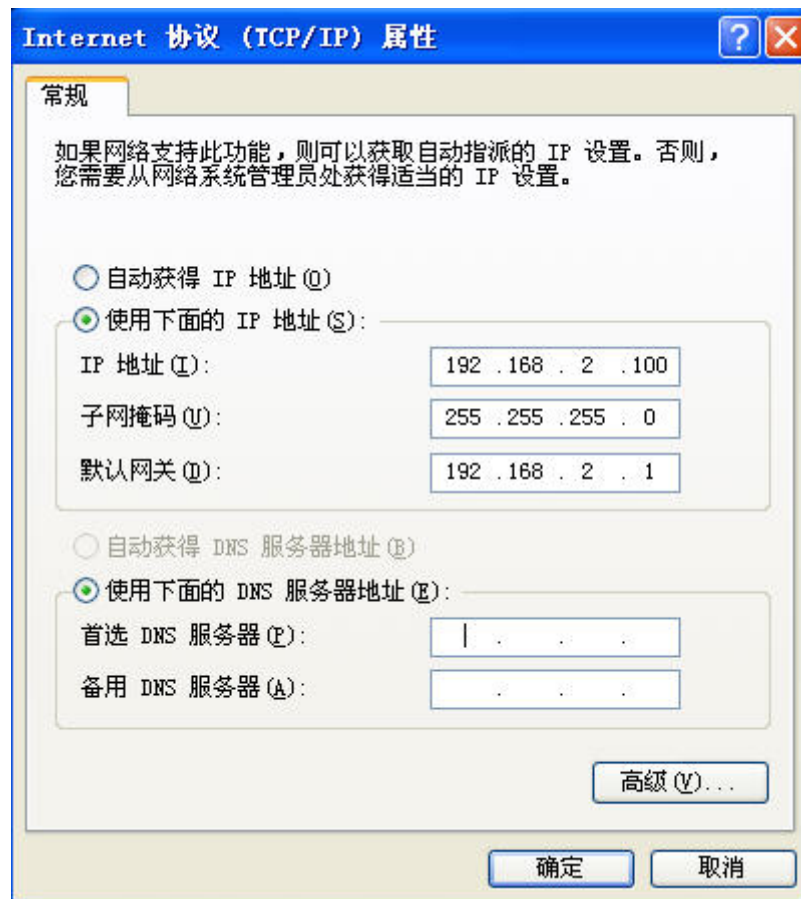 Internet 协议 (TCP/IP) 属性
常规
如果网络支持此功能，则可以获取自动指派的 IP 设置。否则，
您需要从网络系统管理员处获得适当的 IP 设置。
自动获得 IP 地址(O)
使用下面的 IP 地址(S):
IP 地址(I): 192 .168 . 2 .100
子网掩码(U): 255 .255 .255 . 0
默认网关(D): 192 .168 . 2 . 1
自动获得 DNS 服务器地址(B)
使用下面的 DNS 服务器地址(E):
首选 DNS 服务器(P): . . .
备用 DNS 服务器(A): . . .
高级(V)...
确定 取消